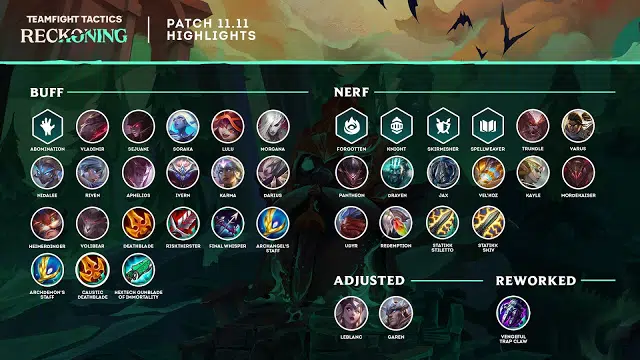 TEAMFIGHT TACTICS
RECKONING
PATCH 11.11
HIGHLIGHTS
BUFF
ABOMINATION VLADIMIR SEJUANI SORAKA LULU MORGANA
NIDALEE RIVEN APHELIOS IVERN KARMA DARIUS
HEIMERDINGER VOLIBEAR DEATHBLADE RISKTHIRSTER FINAL WHISPER ARCHANGEL'S
STAFF
ARCHDEMON'S
STAFF
CAUSTIC
DEATHBLADE
HEXTECH GUNBLADE
OF IMMORTALITY
NERF
FORGOTTEN KNIGHT SKIRMISHER SPELLWEAVER TRUNDLE VARUS
PANTHEON DRAVEN JAX VEL'KOZ KAYLE MORDEKAISER
UDYR REDEMPTION STATIKK
STILETTO
STATIKK
SHIV
ADJUSTED
LEBLANC GAREN
REWORKED
VENGEFUL
TRAP CLAW